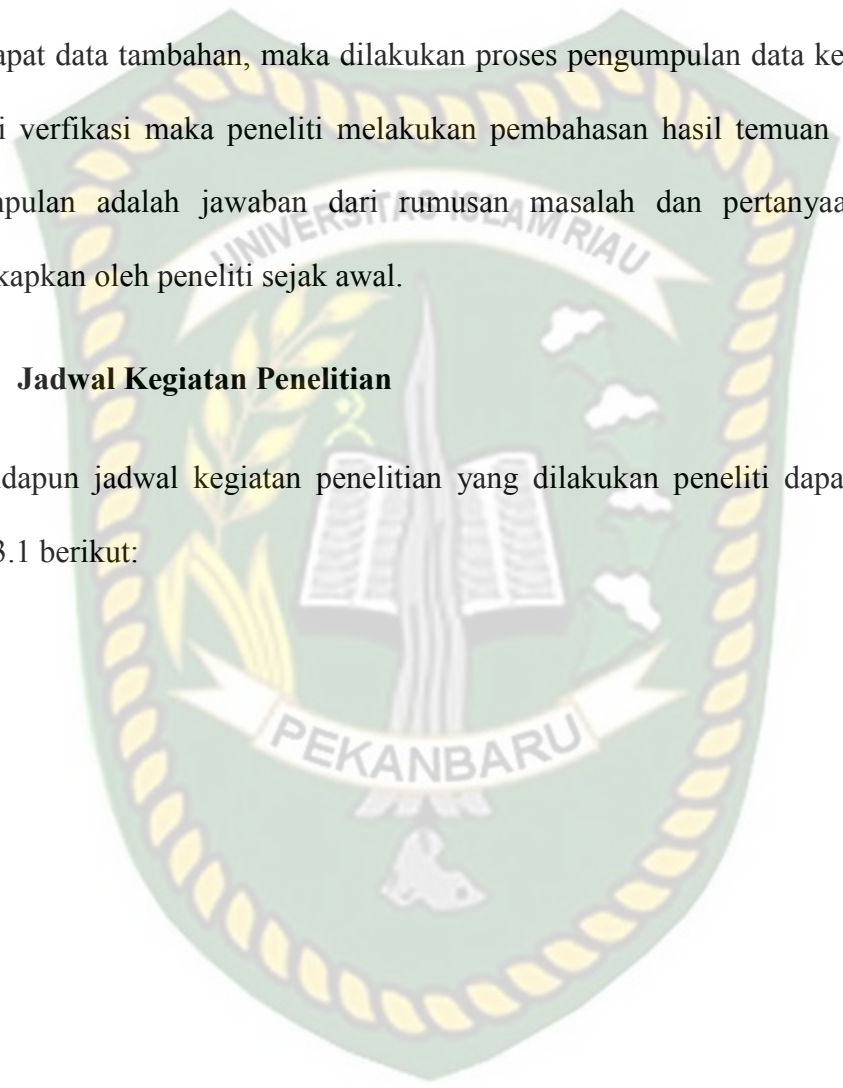 apat data tambahan, maka dilakukan proses pengumpulan data ke
i verfikasi maka peneliti melakukan pembahasan hasil temuan
npulan adalah jawaban dari rumusan masalah dan pertanyaa
kapkan oleh peneliti sejak awal.
UNIVERSITAS ISLAM RIAU
Jadwal Kegiatan Penelitian
dapun jadwal kegiatan penelitian yang dilakukan peneliti dapa
3.1 berikut:
PEKANBARU